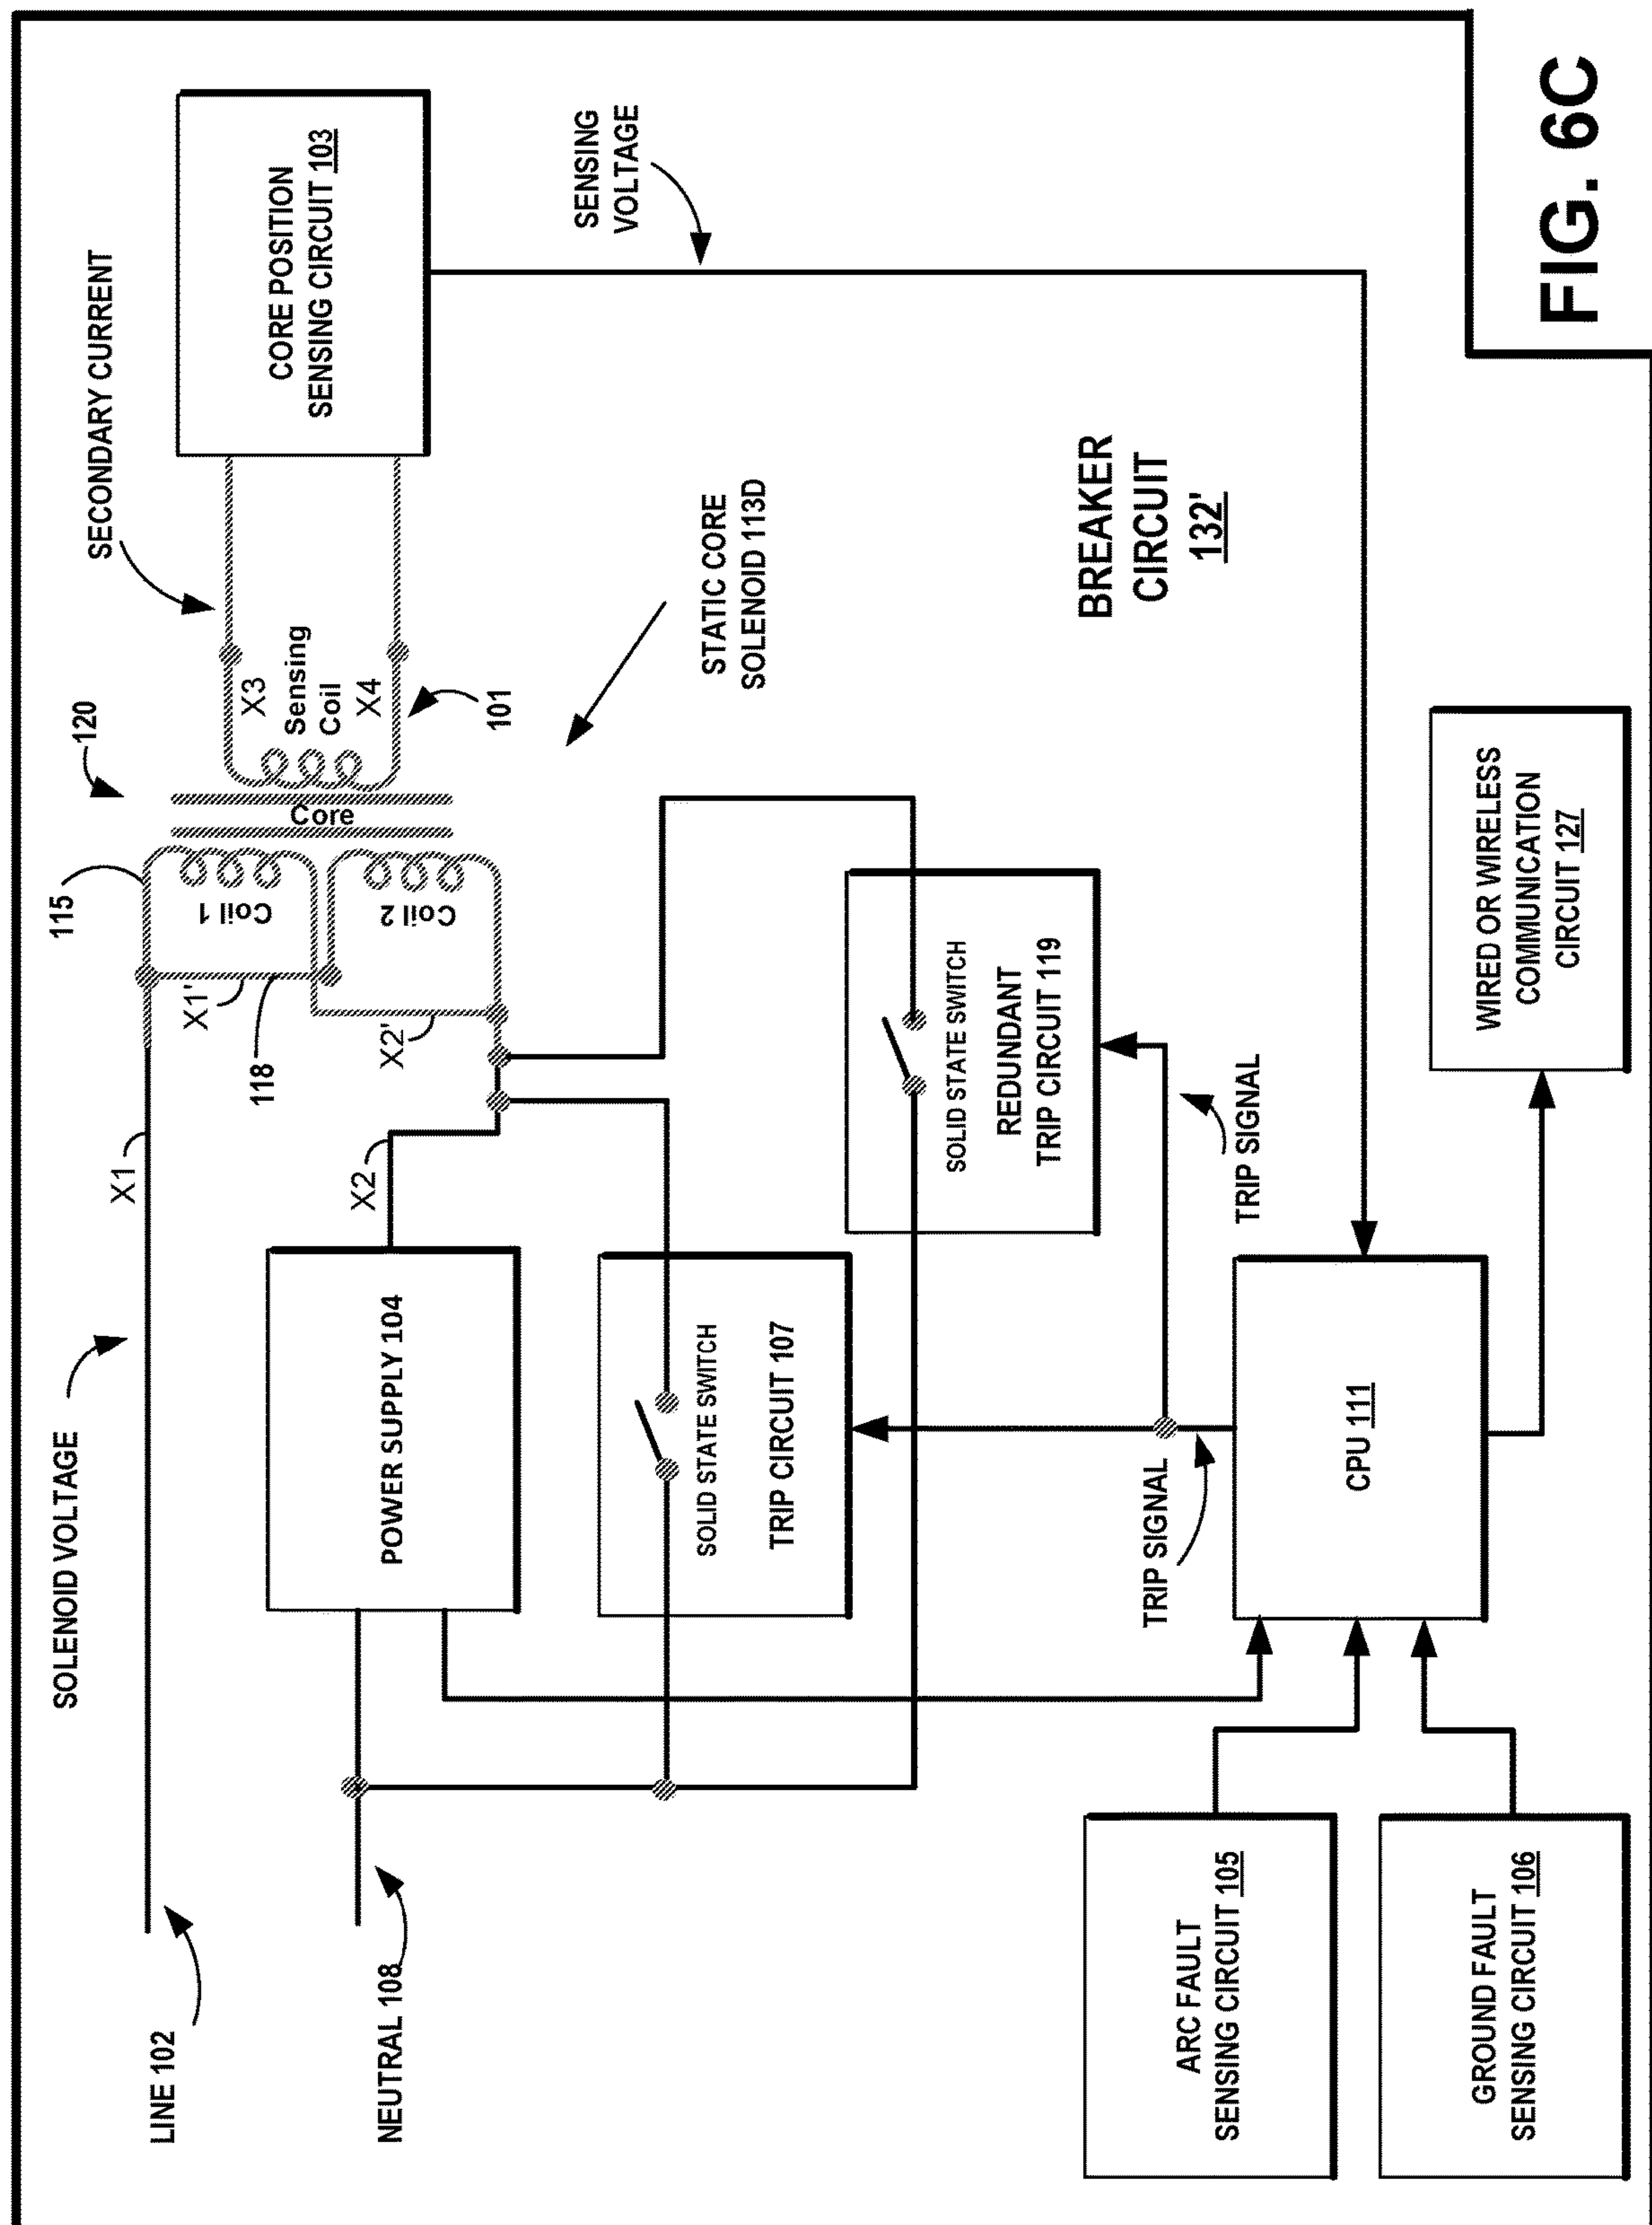 SOLENOID VOLTAGE
SECONDARY CURRENT
LINE 102
X1
115
120
X1'
118
Coil 1
Coil 2
Core
X3
Sensing
Coil
X4
101
CORE POSITION
SENSING CIRCUIT 103
NEUTRAL 108
POWER SUPPLY 104
X2
X2'
SENSING
VOLTAGE
STATIC CORE
SOLENOID 113D
SOLID STATE SWITCH
TRIP CIRCUIT 107
SOLID STATE SWITCH
REDUNDANT
TRIP CIRCUIT 119
BREAKER
CIRCUIT
132'
TRIP SIGNAL
TRIP SIGNAL
ARC FAULT
SENSING CIRCUIT 105
CPU 111
GROUND FAULT
SENSING CIRCUIT 106
WIRED OR WIRELESS
COMMUNICATION
CIRCUIT 127
FIG. 6C